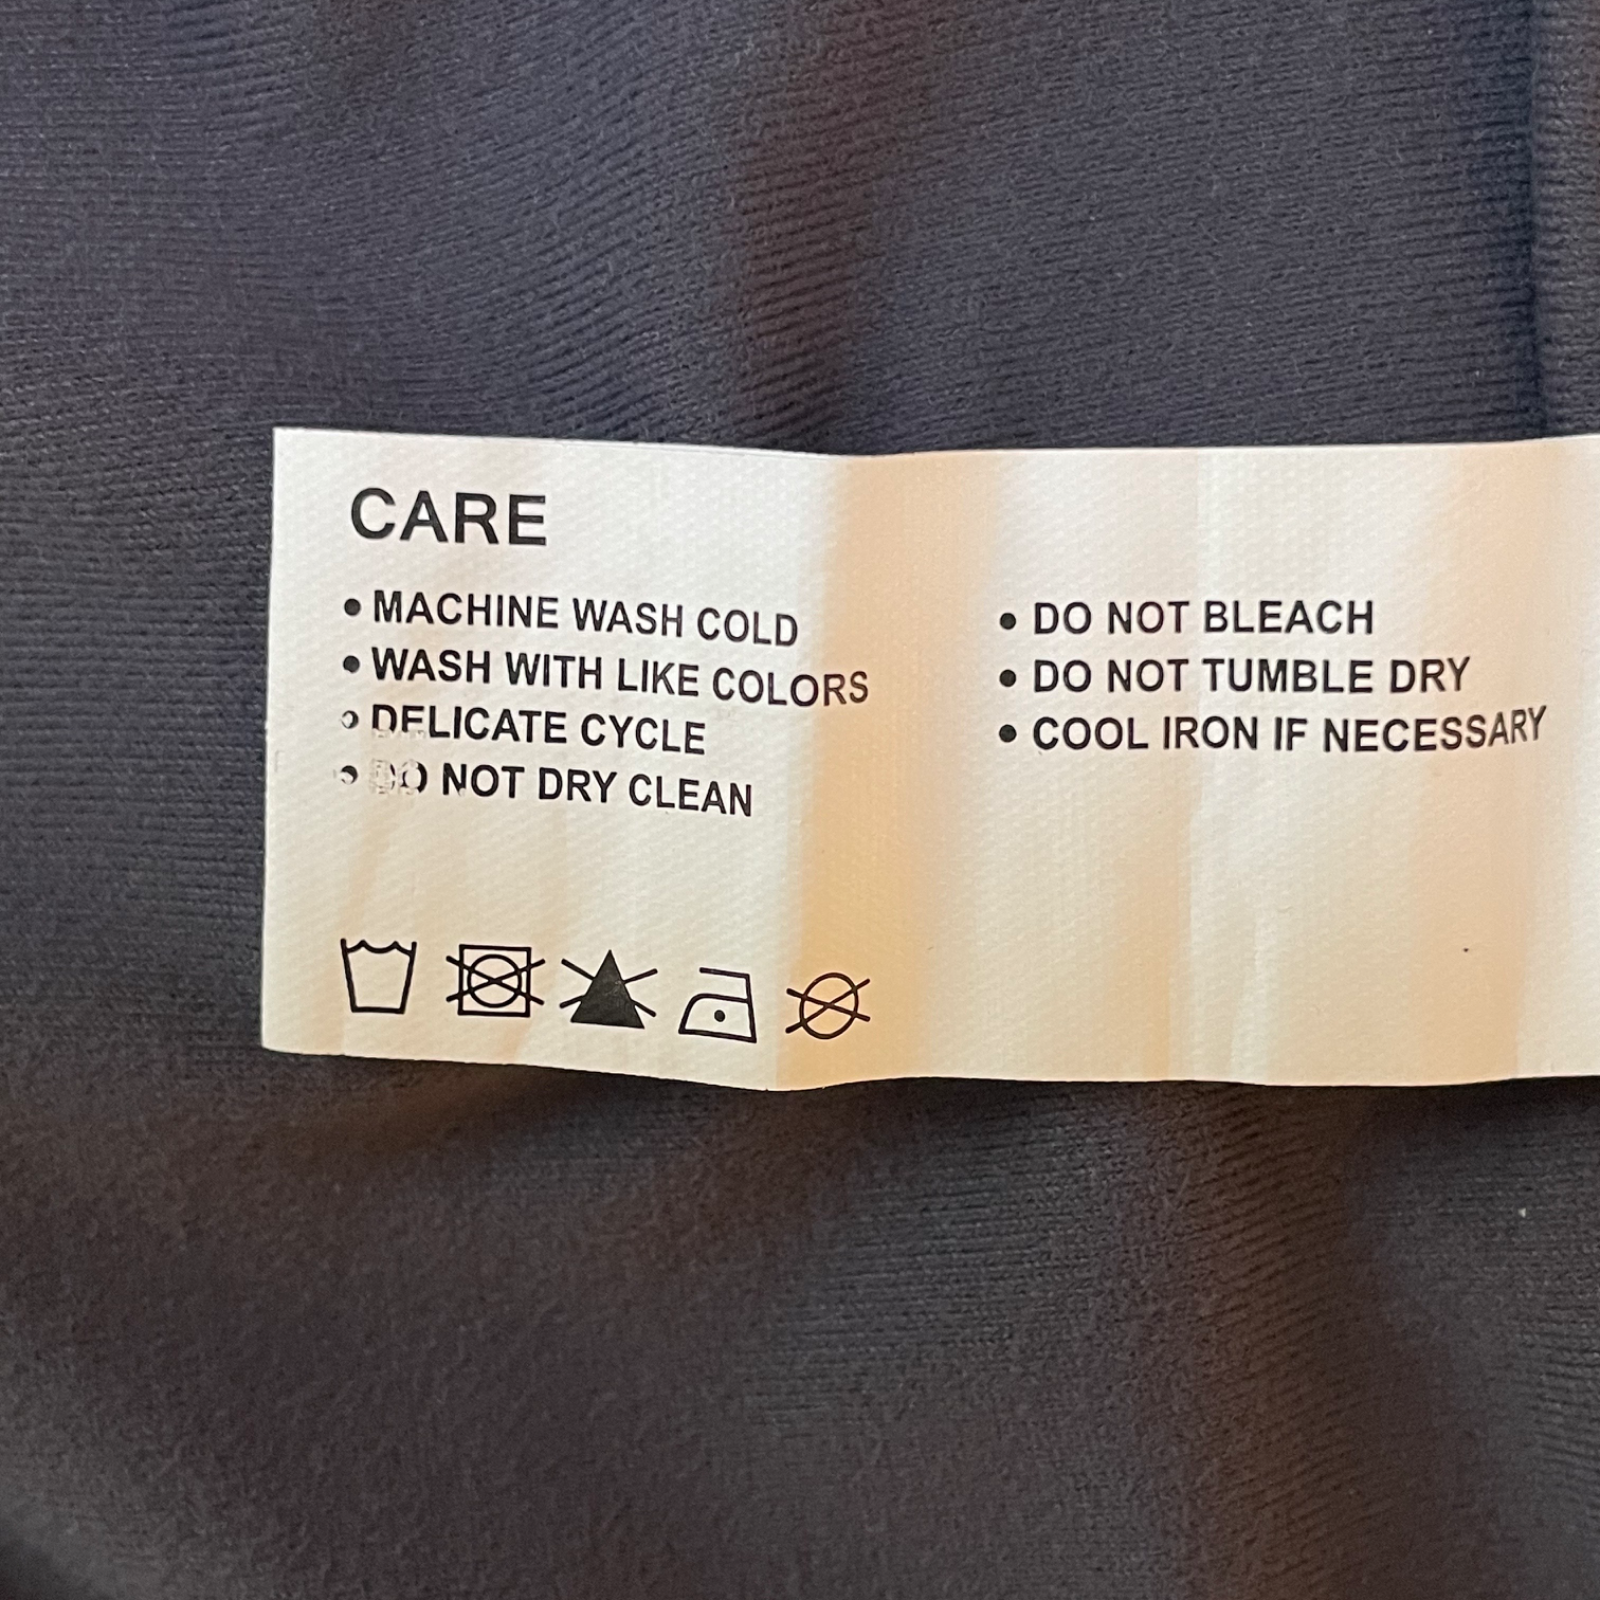 CARE
• MACHINE WASH COLD
• WASH WITH LIKE COLORS
• DELICATE CYCLE
• DO NOT DRY CLEAN
• DO NOT BLEACH
• DO NOT TUMBLE DRY
• COOL IRON IF NECESSARY